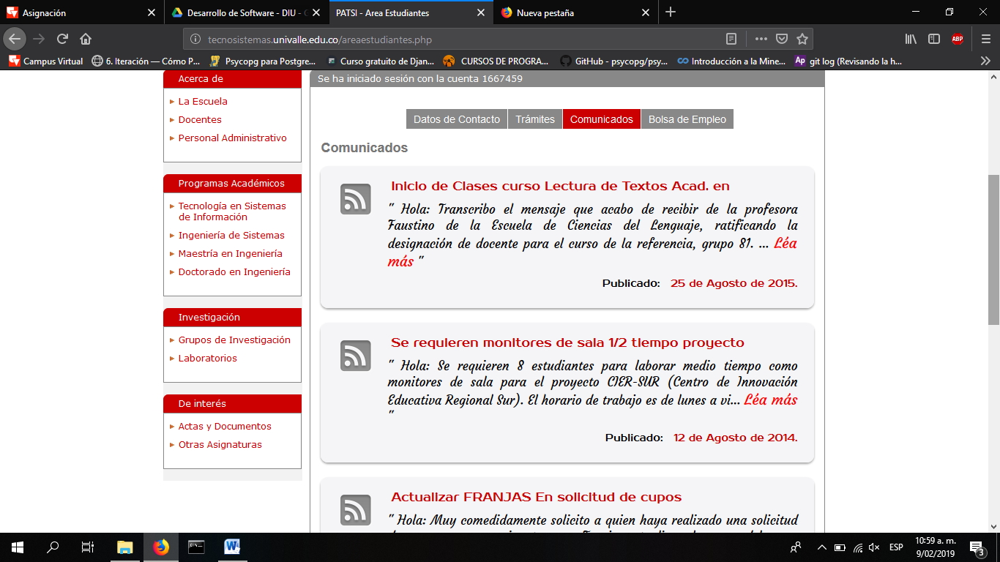 Asignación
Desarrollo de Software - DIU - G
PATSI - Area Estudiantes
Nueva pestaña
tecnosistemas.univalle.edu.co/areaestudiantes.php
ABP
Campus Virtual
6. Iteración — Cómo P...
Psycopg para Postgre...
Curso gratuito de Djan...
CURSOS DE PROGRA...
GitHub - psycopg/psy...
Introducción a la Mine...
Ap git log (Revisando la h...
Acerca de
La Escuela
Docentes
Personal Administrativo
Programas Académicos
Tecnología en Sistemas
de Información
Ingeniería de Sistemas
Maestría en Ingeniería
Doctorado en Ingeniería
Investigación
Grupos de Investigación
Laboratorios
De interés
Actas y Documentos
Otras Asignaturas
Se ha iniciado sesión con la cuenta 1667459
Datos de Contacto
Trámites
Comunicados
Bolsa de Empleo
Comunicados
Inicio de Clases curso Lectura de Textos Acad. en
" Hola: Transcribo el mensaje que acabo de recibir de la profesora
Faustino de la Escuela de Ciencias del Lenguaje, ratificando la
designación de docente para el curso de la referencia, grupo 81. ... Léa
más "
Publicado: 25 de Agosto de 2015.
Se requieren monitores de sala 1/2 tiempo proyecto
" Hola: Se requieren 8 estudiantes para laborar medio tiempo como
monitores de sala para el proyecto CIER-SUR (Centro de Innovación
Educativa Regional Sur). El horario de trabajo es de lunes a vi... Léa más
"
Publicado: 12 de Agosto de 2014.
Actualizar FRANJAS En solicitud de cupos
" Hola: Muy comedidamente solicito a quien haya realizado una solicitud
ESP
10:59 a. m.
9/02/2019
3